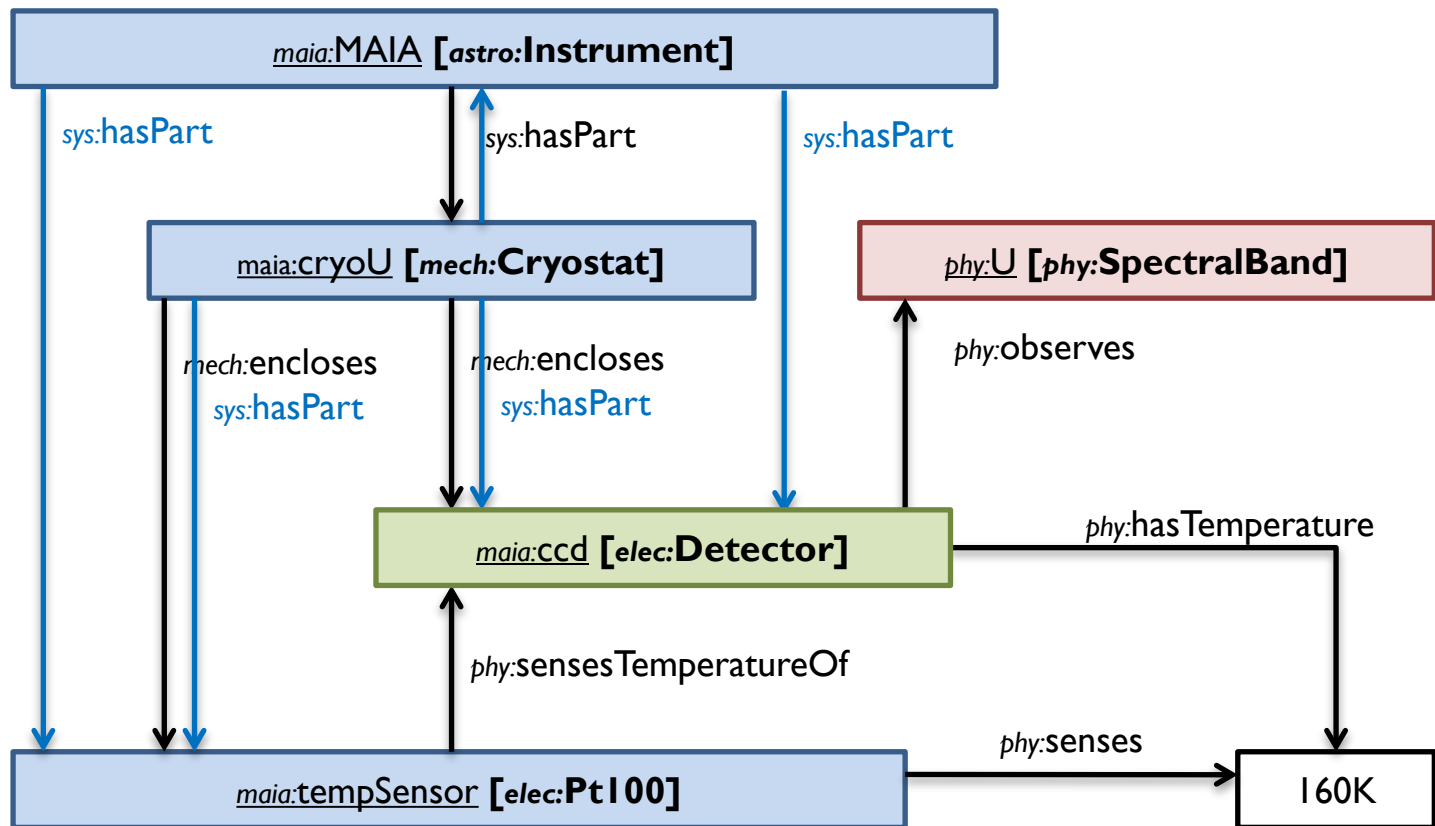 maia:MAIA [astro:Instrument]
sys:hasPart
sys:hasPart
sys:hasPart
maia:cryoU [mech:Cryostat]
phy:U [phy:SpectralBand]
mech:encloses
sys:hasPart
mech:encloses
sys:hasPart
phy:observes
maia:ccd [elec:Detector]
phy:hasTemperature
phy:sensesTemperatureOf
phy:senses
maia:tempSensor [elec:Pt100]
160K